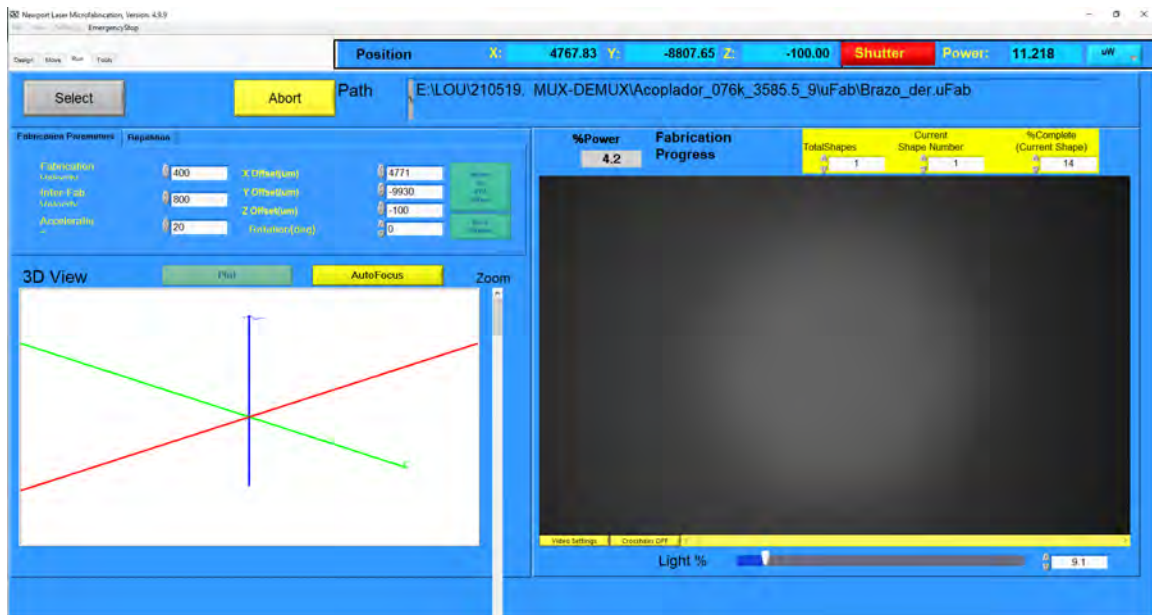 Newport Laser Microfabrication, Version. 4.9.9
EmergencyStop
Design Move Run Tools
Position X: 4767.83 Y: -8807.65 Z: -100.00 Shutter Power: 11.218 uW
Select Abort Path E:\LOU\210519. MUX-DEMUX\Acoplador_076k_3585.5_9\uFab\Brazo_der.uFab
Fabrication Parameters Repetition
Fabrication 400 X Offset(um) 4771
Inter-Fab 800 Y Offset(um) -9930
Z Offset(um) -100
20 Rotation(deg) 0
%Power
4.2
Fabrication
Progress
TotalShapes
1
Current
Shape Number
1
%Complete
(Current Shape)
14
3D View Plot AutoFocus Zoom
Video Settings Crosshairs OFF
Light % 9.1